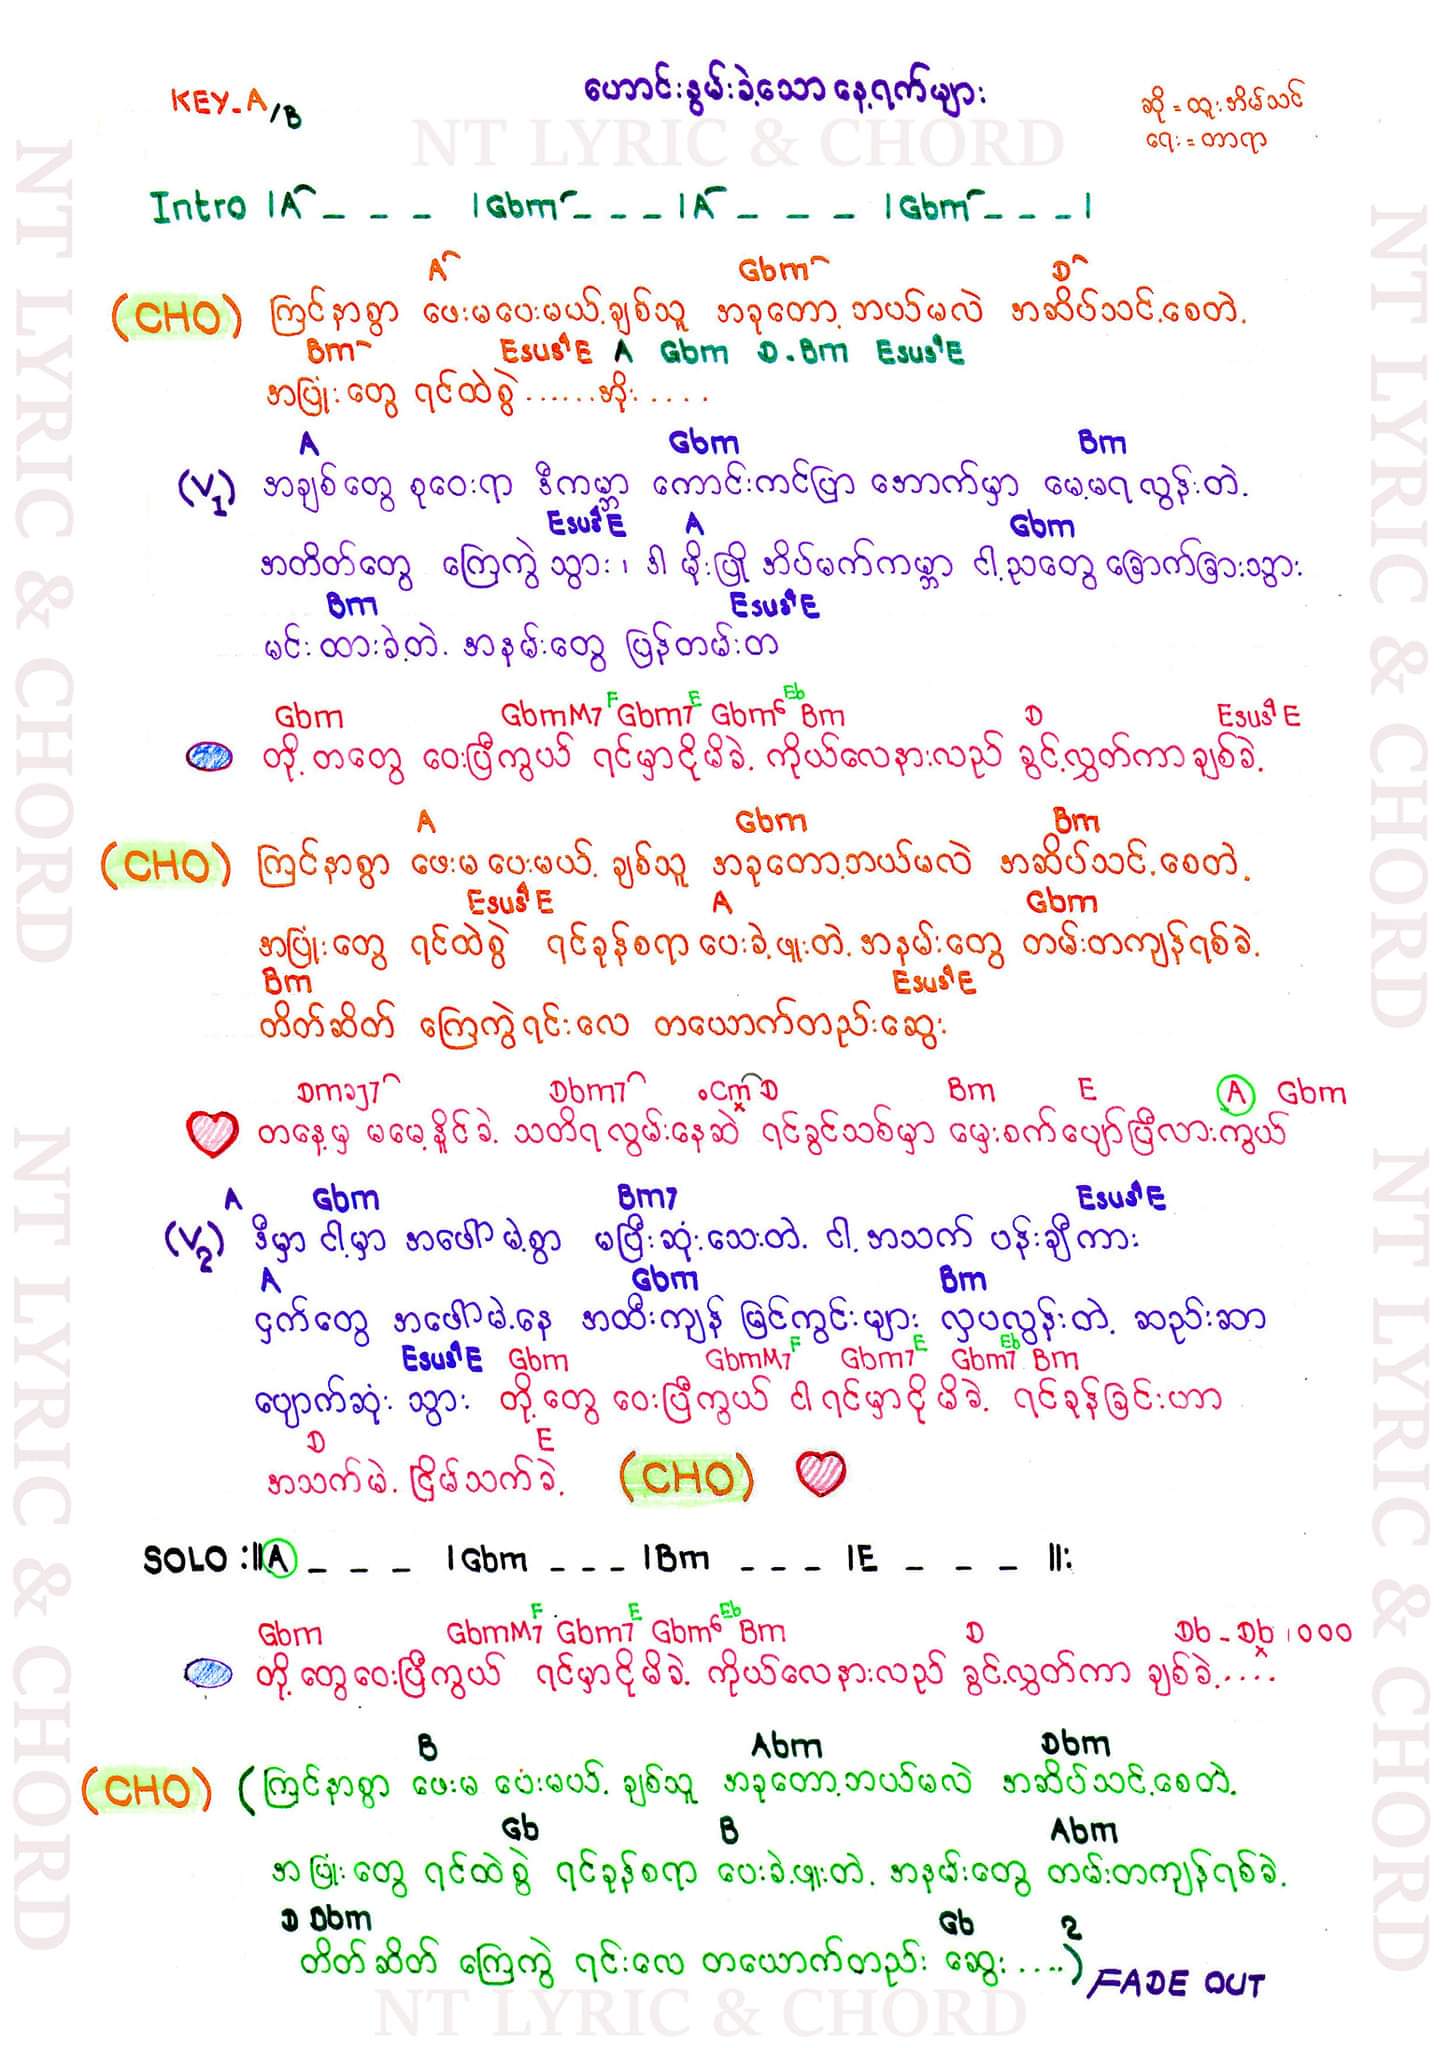 KEY-A/B
ဟောင်းနွမ်းခဲ့သော နေ့ရက်များ
ဆို = ထူးအိမ်သင်
ရေး = တာရာ
NT LYRIC & CHORD
Intro |A _ _ _ |Gbm _ _ _ |A _ _ _ |Gbm _ _ _ |
A Gbm D
(CHO) ကြင်နာစွာ ဖေးမပေးမယ့်ချစ်သူ အခုတော့ ဘယ်မလဲ အဆိပ်သင့်စေတဲ့
Bm Esus4 E A Gbm D . Bm Esus4 E
အပြုံးတွေ ရင်ထဲစွဲ ...... အိုး .....
A Gbm Bm
(V1) အချစ်တွေ စုဝေးရာ ဒီကမ္ဘာ ကောင်းကင်ပြာ အောက်မှာ မေ့မရ လွန်းတဲ့
Esus4 E A Gbm
အတိတ်တွေ ကြေကွဲ သွား၊ ဒါ မိုးပြို အိပ်မက်ကမ္ဘာ ငါ့ညတွေ ခြောက်ခြားသွား
Bm Esus4 E
မင်းထားခဲ့တဲ့ အနမ်းတွေ ပြန်တမ်းတ
Gbm GbmM7 F Gbm7 E Gbm6 Eb Bm D Esus4 E
တို့တတွေ ဝေးပြီကွယ် ရင်မှာငိုမိခဲ့ ကိုယ်လေနားလည် ခွင့်လွှတ်ကာ ချစ်ခဲ့
A Gbm Bm
(CHO) ကြင်နာစွာ ဖေးမ ပေးမယ့် ချစ်သူ အခုတော့ဘယ်မလဲ အဆိပ်သင့်စေတဲ့
Esus4 E A Gbm
အပြုံးတွေ ရင်ထဲစွဲ ရင်ခုန်စရာ ပေးခဲ့ဖူးတဲ့ အနမ်းတွေ တမ်းတကျန်ရစ်ခဲ့
Bm Esus4 E
တိတ်ဆိတ် ကြေကွဲရင်းလေ တယောက်တည်းဆွေး
Dmaj7 Dbm7 Cm D Bm E A Gbm
တနေ့မှ မမေ့နိူင်ခဲ့ သတိရ လွမ်းနေဆဲ ရင်ခွင်သစ်မှာ မှေးစက်ပျော်ပြီလားကွယ်
A Gbm Bm7 Esus4 E
(V2) ဒီမှာ ငါ့မှာ အဖေါ်မဲ့စွာ မပြီးဆုံးသေးတဲ့ ငါ့အသက် ပန်းချီကား
A Gbm Bm
ငှက်တွေ အဖေါ်မဲ့နေ အထီးကျန် မြင်ကွင်းများ လှပလွန်းတဲ့ ဆည်းဆာ
Esus4 E Gbm GbmM7 F Gbm7 E Gbm7 Eb Bm
ပျောက်ဆုံး သွား တို့တွေ ဝေးပြီကွယ် ငါရင်မှာငိုမိခဲ့ ရင်ခုန်ခြင်းဟာ
D E
အသက်မဲ့ ငြိမ်သက်ခဲ့ (CHO)
SOLO :||A _ _ _ |Gbm _ _ _ |Bm _ _ _ |E _ _ _ ||:
Gbm GbmM7 F Gbm7 E Gbm6 Eb Bm D Db - Db
တို့တွေဝေးပြီကွယ် ရင်မှာငိုမိခဲ့ ကိုယ်လေနားလည် ခွင့်လွှတ်ကာ ချစ်ခဲ့....
B Abm Dbm
(CHO) (ကြင်နာစွာ ဖေးမ ပေးမယ့် ချစ်သူ အခုတော့ဘယ်မလဲ အဆိပ်သင့်စေတဲ့
Gb B Abm
အပြုံးတွေ ရင်ထဲစွဲ ရင်ခုန်စရာ ပေးခဲ့ဖူးတဲ့ အနမ်းတွေ တမ်းတကျန်ရစ်ခဲ့
D Dbm Gb 2
တိတ်ဆိတ် ကြေကွဲ ရင်းလေ တယောက်တည်း ဆွေး ....)
FADE OUT
NT LYRIC & CHORD
NT LYRIC & CHORD
NT LYRIC & CHORD
NT LYRIC & CHORD
NT LYRIC & CHORD